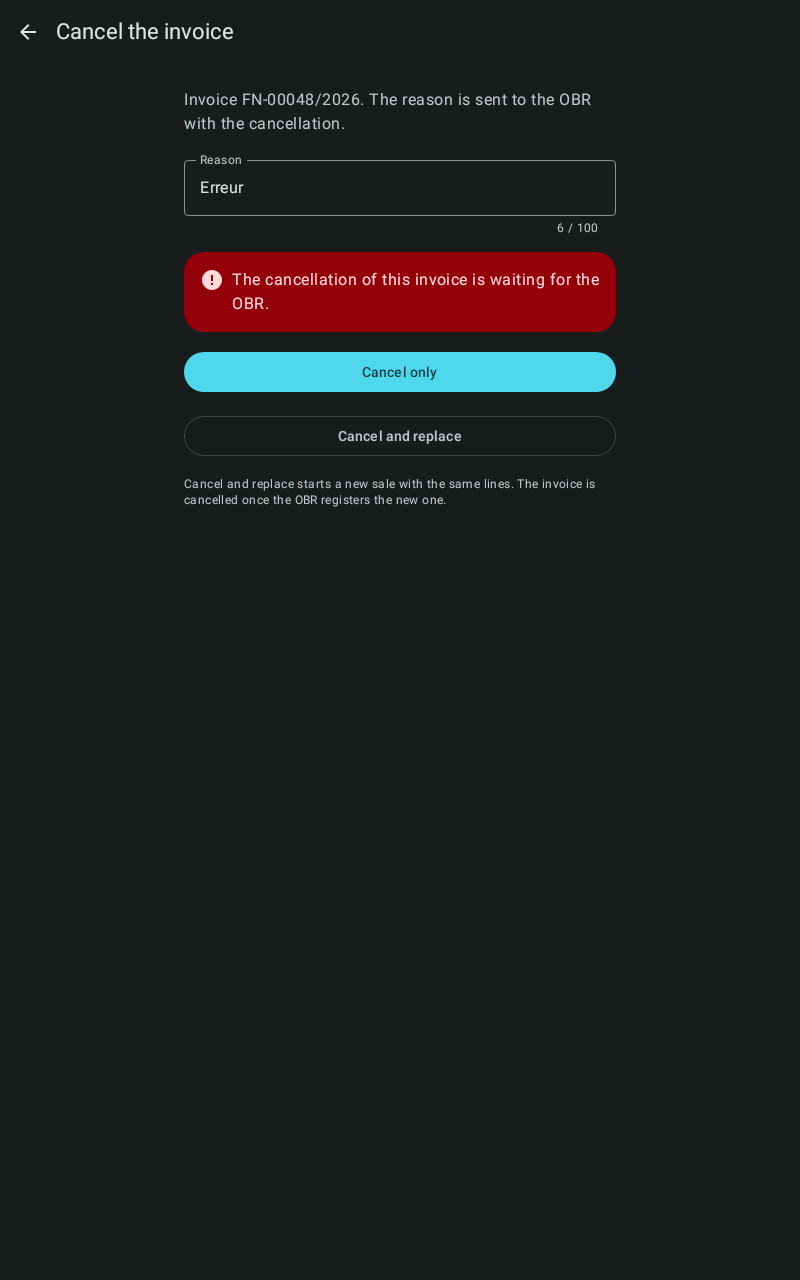 Cancel the invoice
Invoice FN-00048/2026. The reason is sent to the OBR
with the cancellation.
Reason
Erreur
6 / 100
The cancellation of this invoice is waiting for the
OBR.
Cancel only
Cancel and replace
Cancel and replace starts a new sale with the same lines. The invoice is
cancelled once the OBR registers the new one.